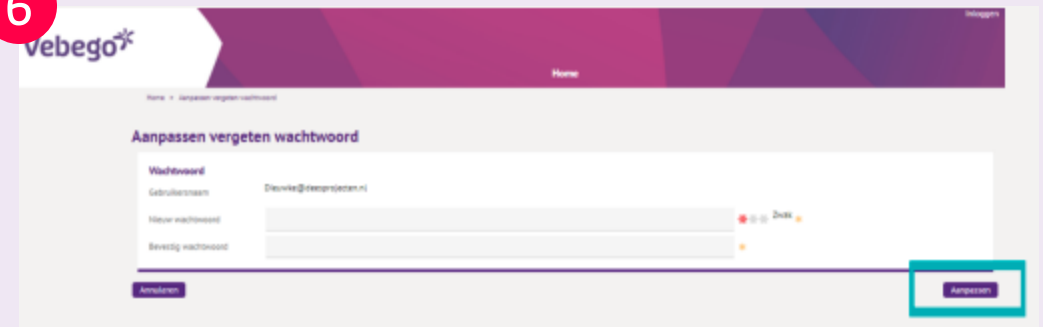 6
Inloggen
vebego
Home
Home > Aanpassen vergeten wachtwoord
Aanpassen vergeten wachtwoord
Wachtwoord
Gebruikersnaam
Nieuw wachtwoord
Zwak
Bevestig wachtwoord
Annuleren
Aanpassen